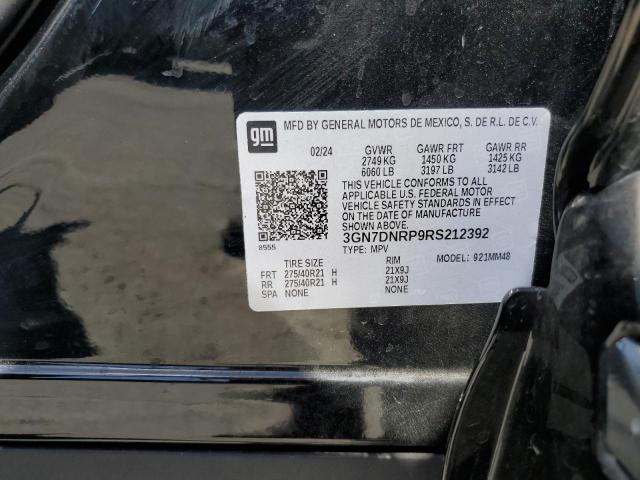 gm
MFD BY GENERAL MOTORS DE MEXICO, S. DE R.L. DE C.V.
02/24 GVWR GAWR FRT GAWR RR
2749 KG 1450 KG 1425 KG
6060 LB 3197 LB 3142 LB
THIS VEHICLE CONFORMS TO ALL
APPLICABLE U.S. FEDERAL MOTOR
VEHICLE SAFETY STANDARDS IN EFFECT
ON THE DATE OF MANUFACTURE
SHOWN ABOVE.
8555 3GN7DNRP9RS212392
TYPE: MPV MODEL: 921MM48
TIRE SIZE RIM
FRT 275/40R21 H 21X9J
RR 275/40R21 H 21X9J
SPA NONE NONE